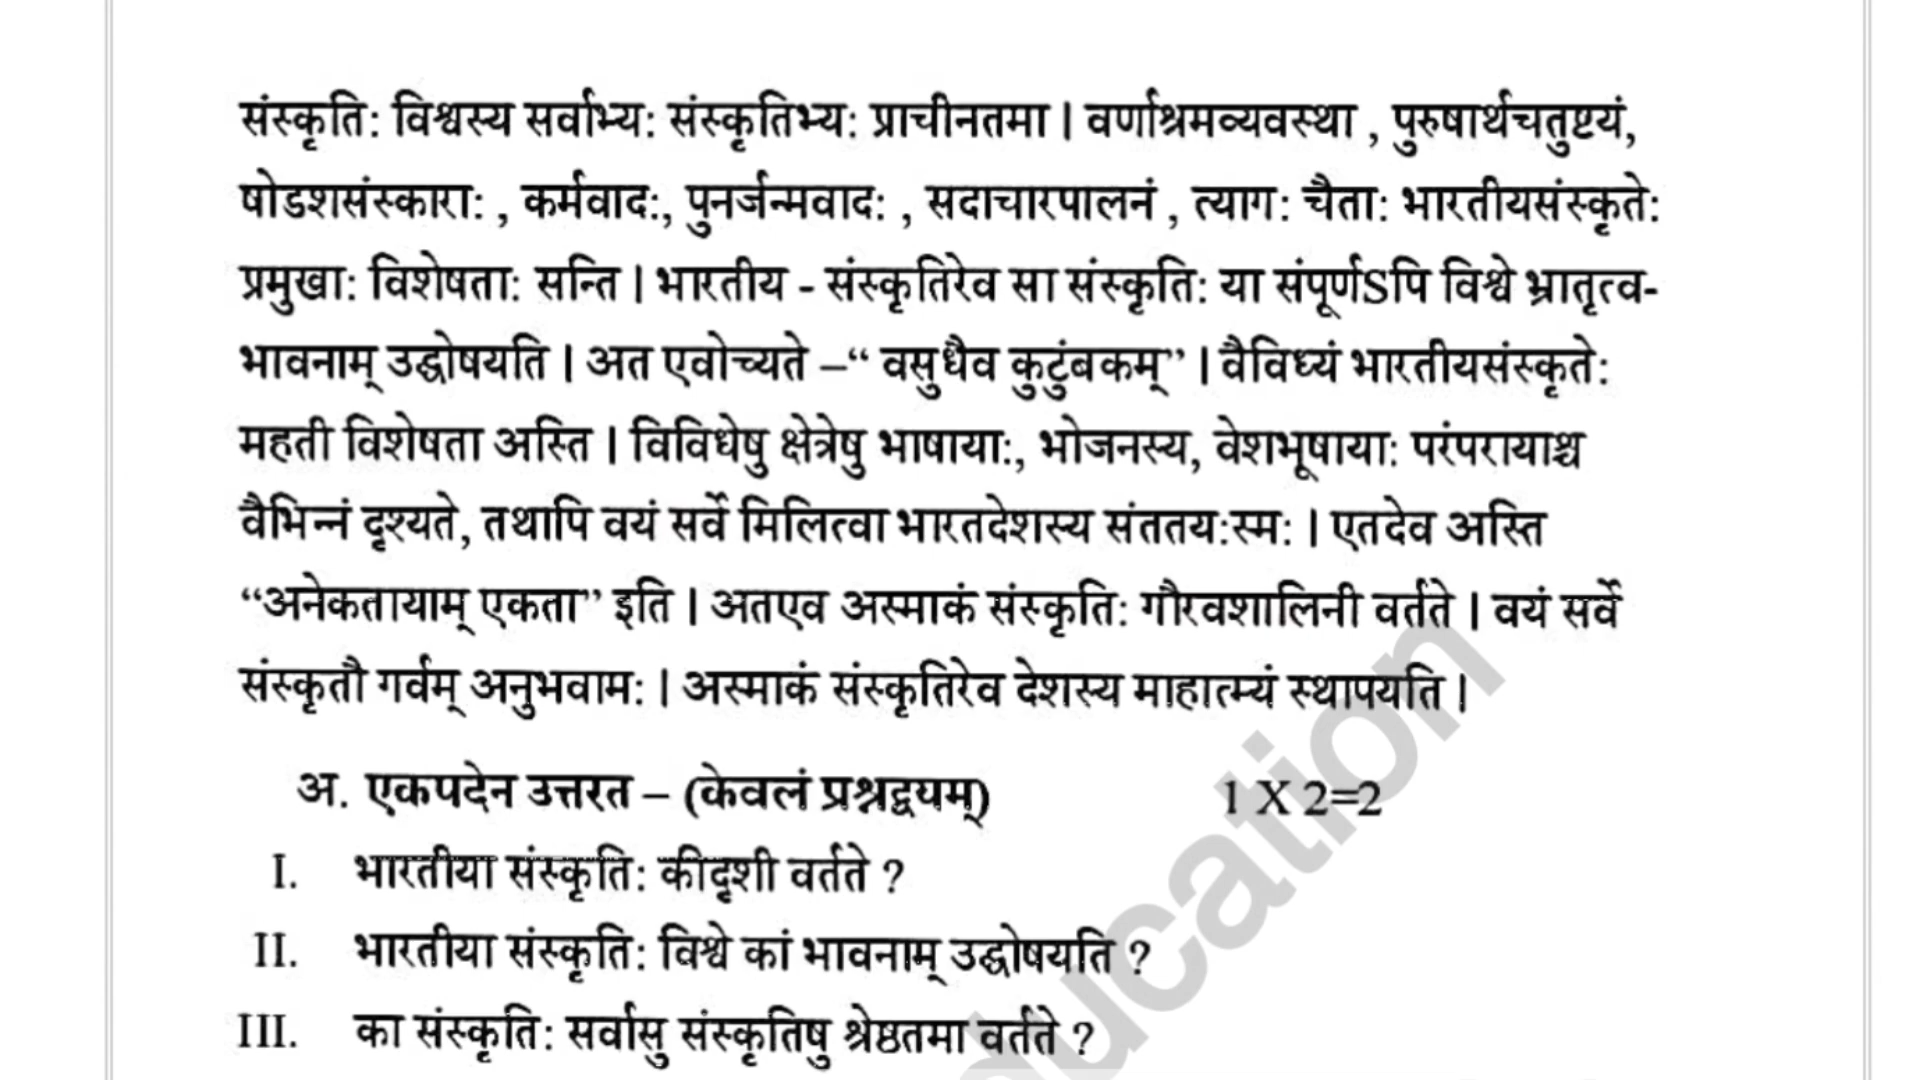 संस्कृति: विश्वस्य सर्वाभ्य: संस्कृतिभ्य: प्राचीनतमा | वर्णाश्रमव्यवस्था , पुरुषार्थचतुष्टयं,
षोडशसंस्कारा: , कर्मवाद:, पुनर्जन्मवाद: , सदाचारपालनं , त्याग: चैता: भारतीयसंस्कृते:
प्रमुखा: विशेषता: सन्ति | भारतीय - संस्कृतिरेव सा संस्कृति: या संपूर्णSपि विश्वे भ्रातृत्व-
भावनाम् उद्घोषयति | अत एवोच्यते –“ वसुधैव कुटुंबकम्” | वैविध्यं भारतीयसंस्कृते:
महती विशेषता अस्ति | विविधेषु क्षेत्रेषु भाषाया:, भोजनस्य, वेशभूषाया: परंपरायाश्च
वैभिन्नं दृश्यते, तथापि वयं सर्वे मिलित्वा भारतदेशस्य संततय:स्म: | एतदेव अस्ति
“अनेकतायाम् एकता” इति | अतएव अस्माकं संस्कृति: गौरवशालिनी वर्तते | वयं सर्वे
संस्कृतौ गर्वम् अनुभवाम: | अस्माकं संस्कृतिरेव देशस्य माहात्म्यं स्थापयति |
अ. एकपदेन उत्तरत – (केवलं प्रश्नद्वयम्) 1 X 2=2
I. भारतीया संस्कृति: कीदृशी वर्तते ?
II. भारतीया संस्कृति: विश्वे कां भावनाम् उद्घोषयति ?
III. का संस्कृति: सर्वासु संस्कृतिषु श्रेष्ठतमा वर्तते ?
ducation